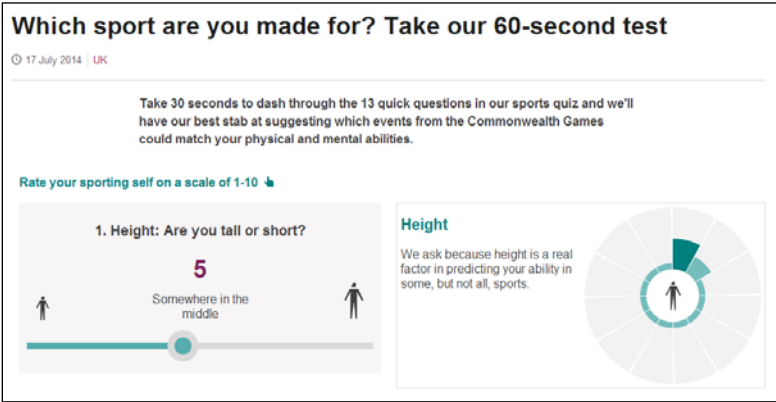 Which sport are you made for? Take our 60-second test
17 July 2014 | UK
Take 30 seconds to dash through the 13 quick questions in our sports quiz and we'll
have our best stab at suggesting which events from the Commonwealth Games
could match your physical and mental abilities.
Rate your sporting self on a scale of 1-10
1. Height: Are you tall or short?
5
Somewhere in the
middle
Height
We ask because height is a real
factor in predicting your ability in
some, but not all, sports.